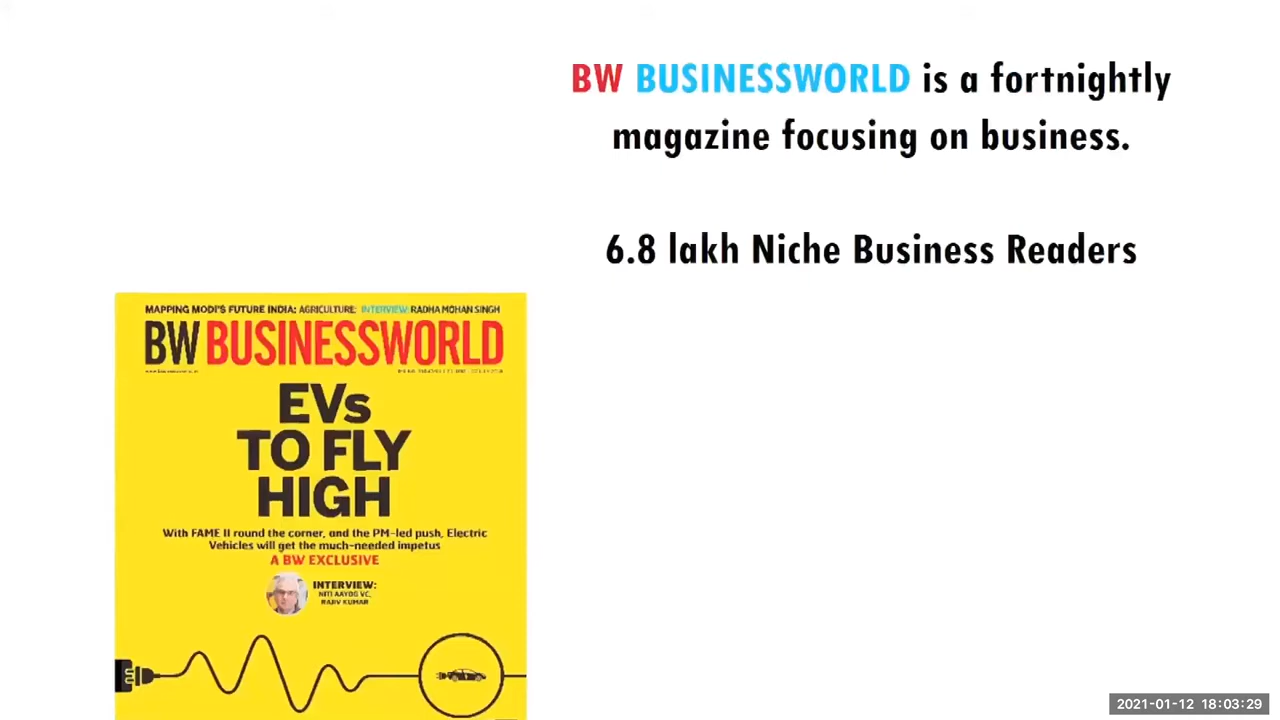 BW BUSINESSWORLD is a fortnightly
magazine focusing on business.
6.8 lakh Niche Business Readers
MAPPING MODI'S FUTURE INDIA: AGRICULTURE; INTERVIEW: RADHA MOHAN SINGH
BW BUSINESSWORLD
EVs
TO FLY
HIGH
With FAME II round the corner, and the PM-led push, Electric
Vehicles will get the much-needed impetus
A BW EXCLUSIVE
INTERVIEW:
NITI AAYOG VC,
RAJIV KUMAR
2021-01-12 18:03:29